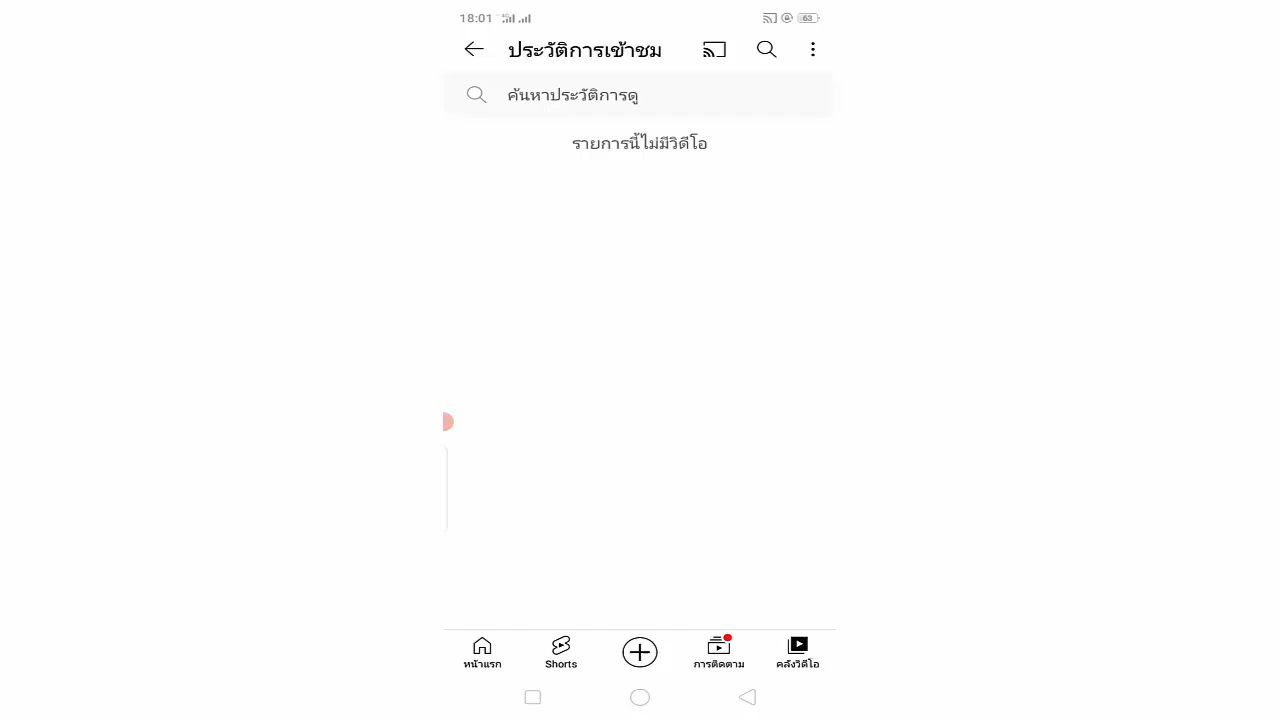 18:01
63
ประวัติการเข้าชม
ค้นหาประวัติการดู
รายการนี้ไม่มีวิดีโอ
หน้าแรก
Shorts
การติดตาม
คลังวิดีโอ